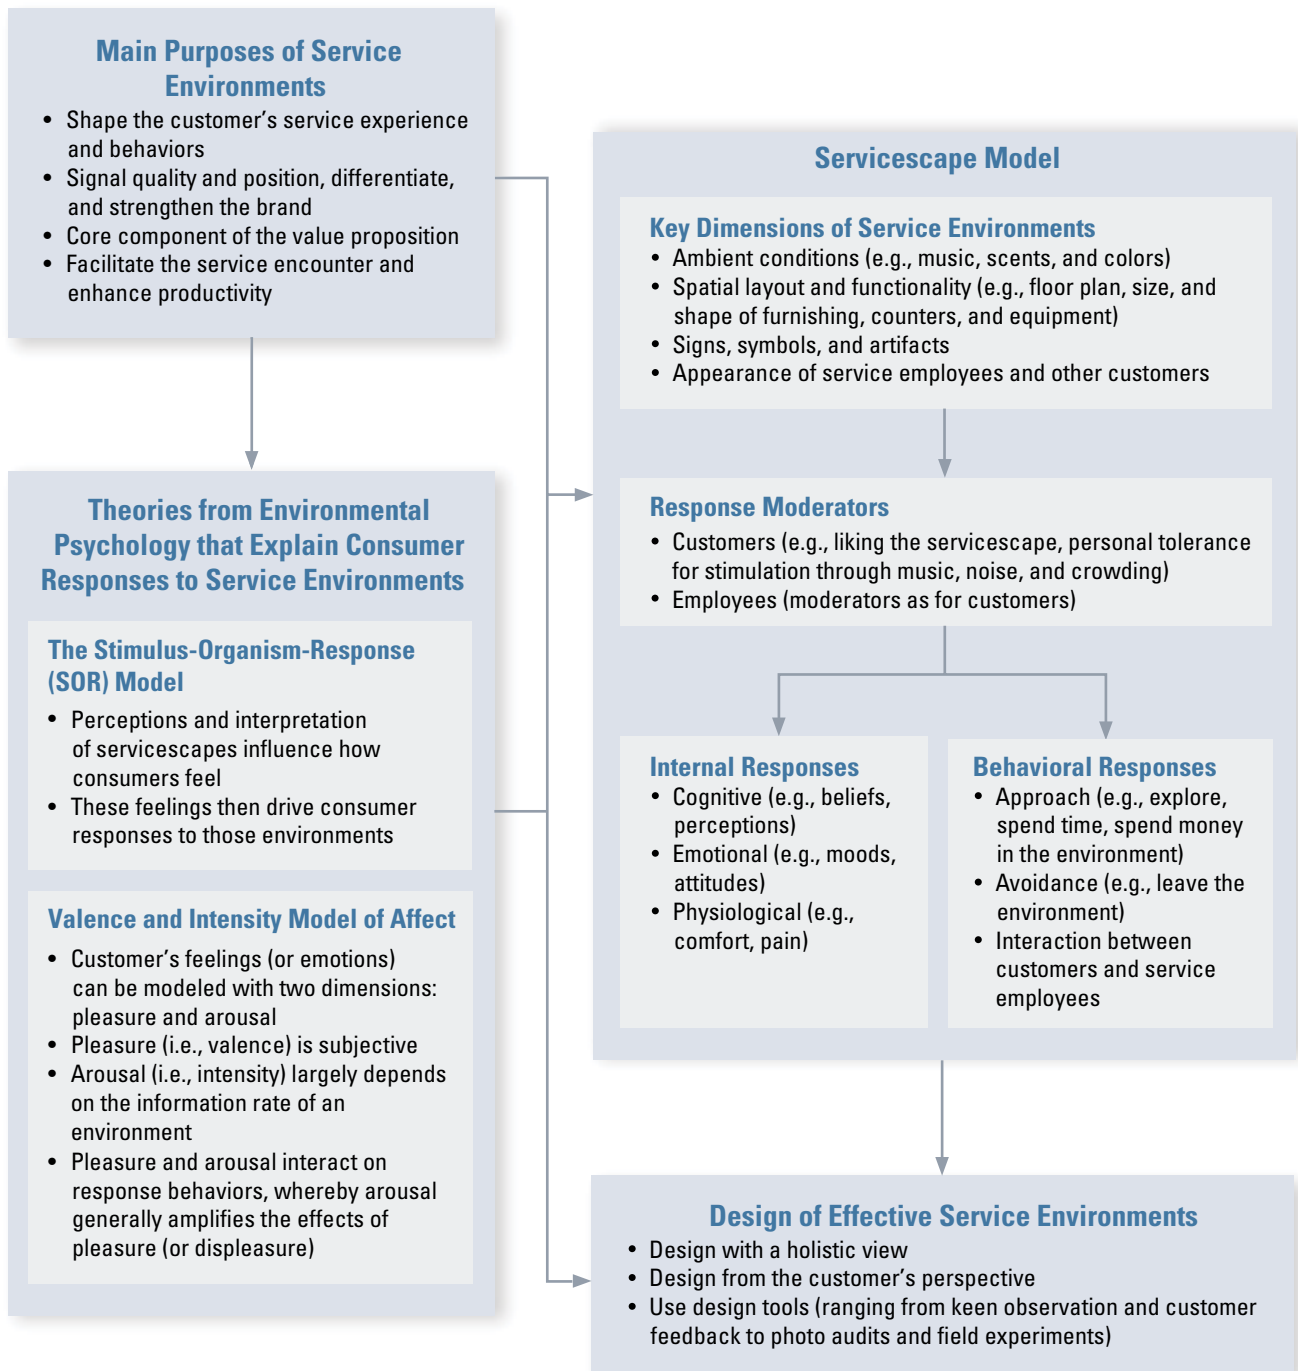 Main Purposes of Service
Environments
• Shape the customer's service experience
and behaviors
• Signal quality and position, differentiate,
and strengthen the brand
• Core component of the value proposition
• Facilitate the service encounter and
enhance productivity
Theories from Environmental
Psychology that Explain Consumer
Responses to Service Environments
The Stimulus-Organism-Response
(SOR) Model
• Perceptions and interpretation
of servicescapes influence how
consumers feel
• These feelings then drive consumer
responses to those environments
Valence and Intensity Model of Affect
• Customer's feelings (or emotions)
can be modeled with two dimensions:
pleasure and arousal
• Pleasure (i.e., valence) is subjective
• Arousal (i.e., intensity) largely depends
on the information rate of an
environment
• Pleasure and arousal interact on
response behaviors, whereby arousal
generally amplifies the effects of
pleasure (or displeasure)
Servicescape Model
Key Dimensions of Service Environments
• Ambient conditions (e.g., music, scents, and colors)
• Spatial layout and functionality (e.g., floor plan, size, and
shape of furnishing, counters, and equipment)
• Signs, symbols, and artifacts
• Appearance of service employees and other customers
Response Moderators
• Customers (e.g., liking the servicescape, personal tolerance
for stimulation through music, noise, and crowding)
• Employees (moderators as for customers)
Internal Responses
• Cognitive (e.g., beliefs,
perceptions)
• Emotional (e.g., moods,
attitudes)
• Physiological (e.g.,
comfort, pain)
Behavioral Responses
• Approach (e.g., explore,
spend time, spend money
in the environment)
• Avoidance (e.g., leave the
environment)
• Interaction between
customers and service
employees
Design of Effective Service Environments
• Design with a holistic view
• Design from the customer's perspective
• Use design tools (ranging from keen observation and customer
feedback to photo audits and field experiments)